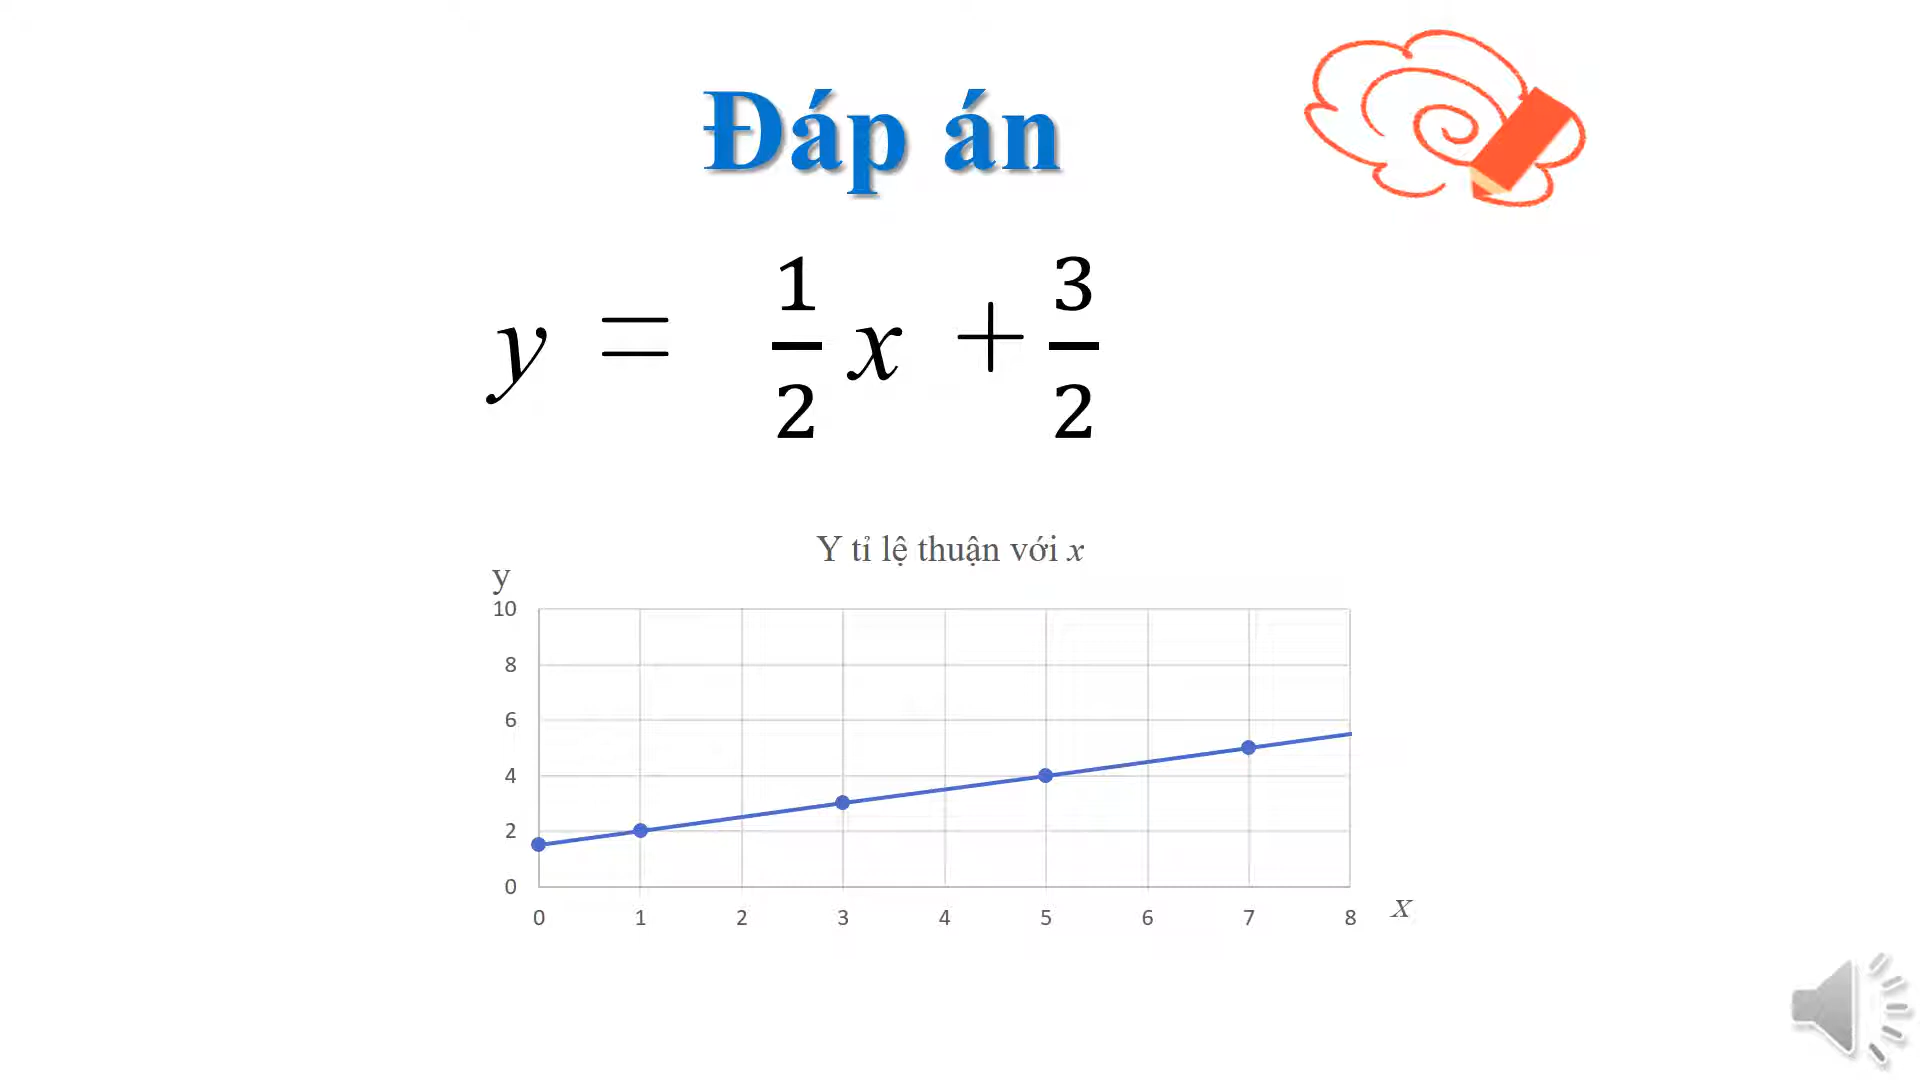 Đáp án
y = 1/2 x + 3/2
Y tỉ lệ thuận với x
y
10
8
6
4
2
0
0 1 2 3 4 5 6 7 8 x